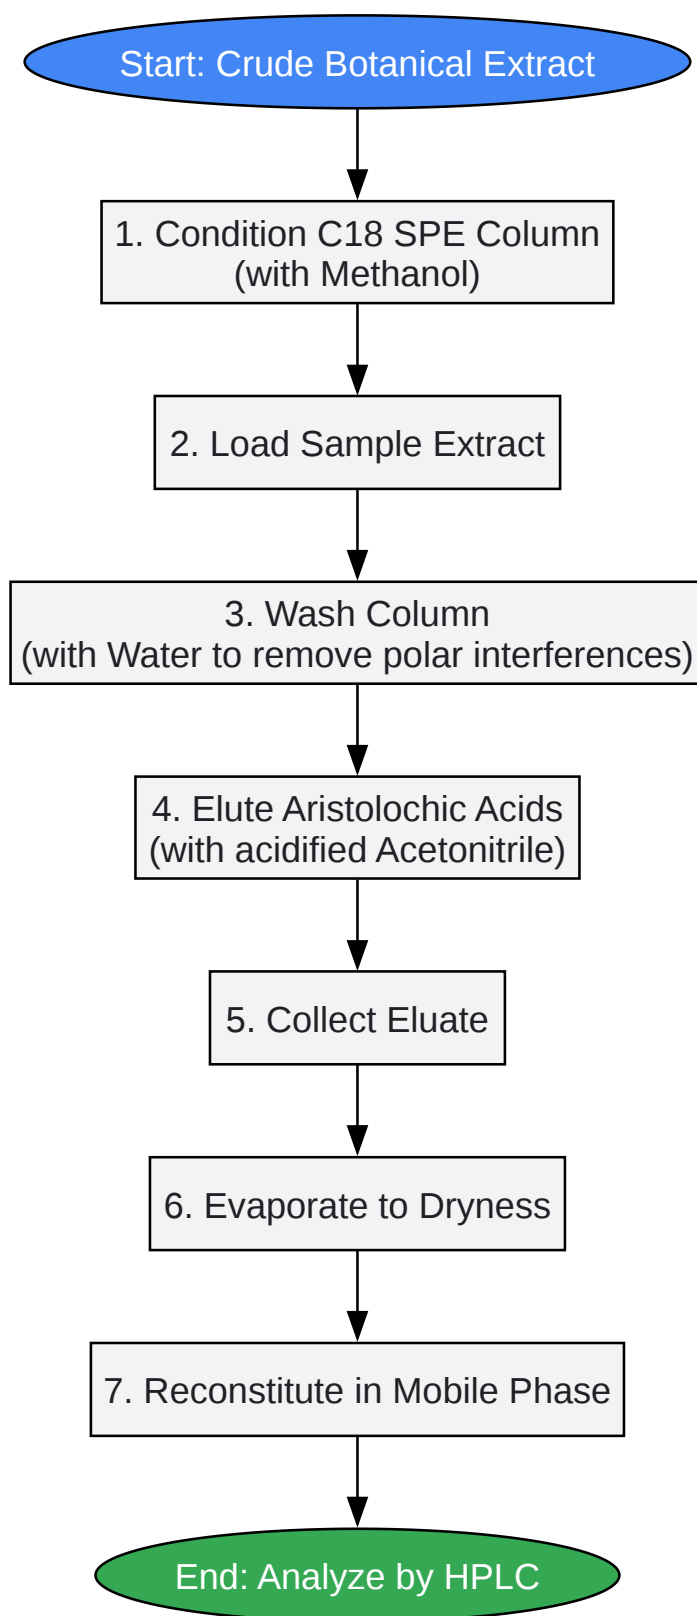 Start: Crude Botanical Extract
1. Condition C18 SPE Column
(with Methanol)
2. Load Sample Extract
3. Wash Column
(with Water to remove polar interferences)
4. Elute Aristolochic Acids
(with acidified Acetonitrile)
5. Collect Eluate
6. Evaporate to Dryness
7. Reconstitute in Mobile Phase
End: Analyze by HPLC